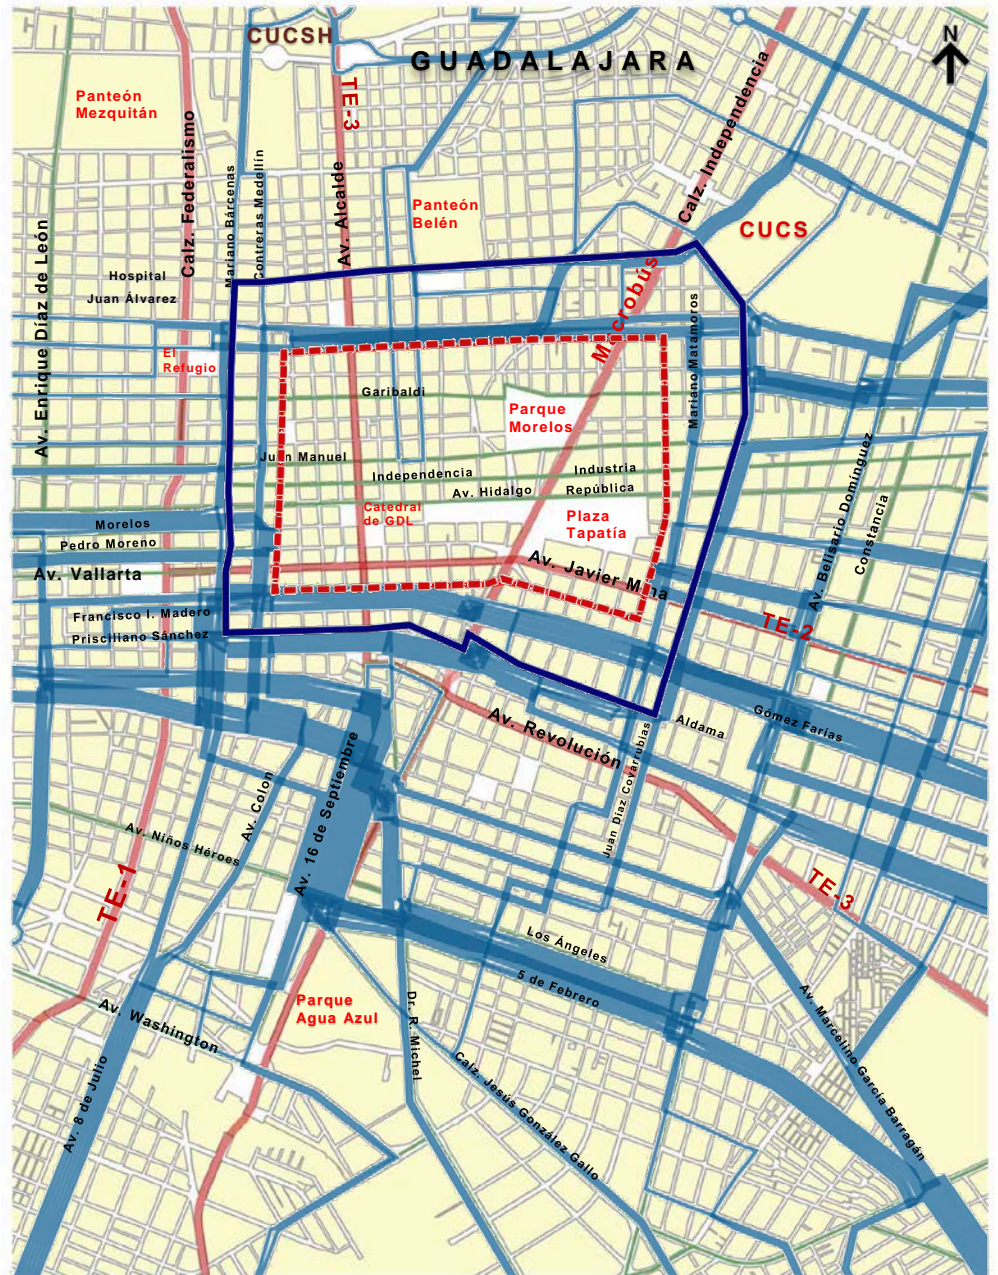 CUCSH
N
GUADALAJARA
Panteón
Mezquitán
TE-3
Calz. Independencia
Calz. Federalismo
Mariano Bárcenas
Contreras Medellín
Av. Alcalde
Panteón
Belén
CUCS
Av. Enrique Díaz de León
Hospital
Juan Álvarez
Macrobús
Mariano Matamoros
El
Refugio
Garibaldi
Parque
Morelos
Juan Manuel
Independencia
Industria
Av. Hidalgo
República
Catedral
de GDL
Plaza
Tapatía
Morelos
Pedro Moreno
Av. Vallarta
Av. Javier Mina
Av. Belisario Domínguez
Constancia
Francisco I. Madero
Prisciliano Sánchez
TE-2
Gómez Farías
Aldama
Av. Revolución
Juan Díaz Covarrubias
Av. 16 de Septiembre
Av. Colon
Av. Niños Héroes
TE-1
TE-3
Los Ángeles
5 de Febrero
Parque
Agua Azul
Av. Washington
Dr. R. Michel
Av. 8 de Julio
Calz. Jesús González Gallo
Av. Marcelino García Barragán